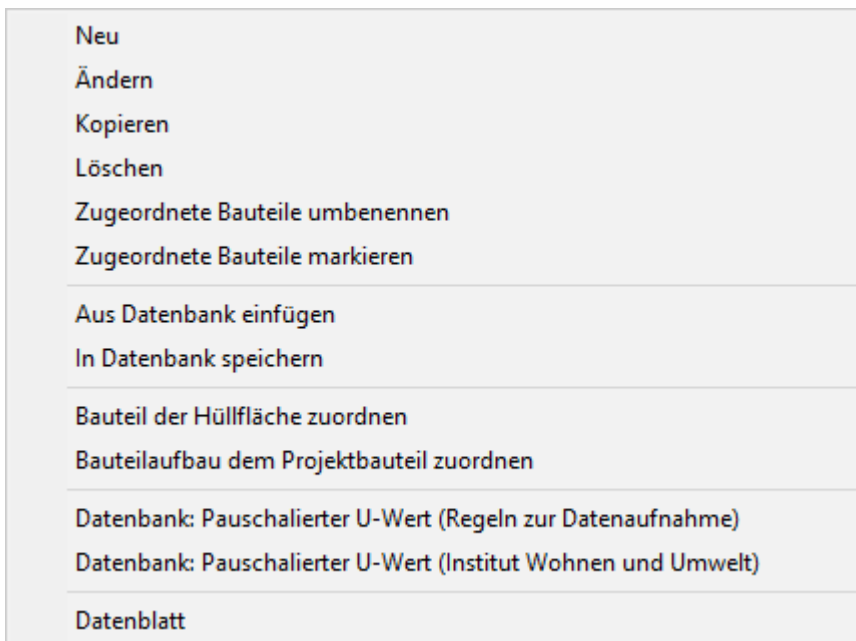 Neu
Ändern
Kopieren
Löschen
Zugeordnete Bauteile umbenennen
Zugeordnete Bauteile markieren
Aus Datenbank einfügen
In Datenbank speichern
Bauteil der Hüllfläche zuordnen
Bauteilaufbau dem Projektbauteil zuordnen
Datenbank: Pauschalierter U-Wert (Regeln zur Datenaufnahme)
Datenbank: Pauschalierter U-Wert (Institut Wohnen und Umwelt)
Datenblatt